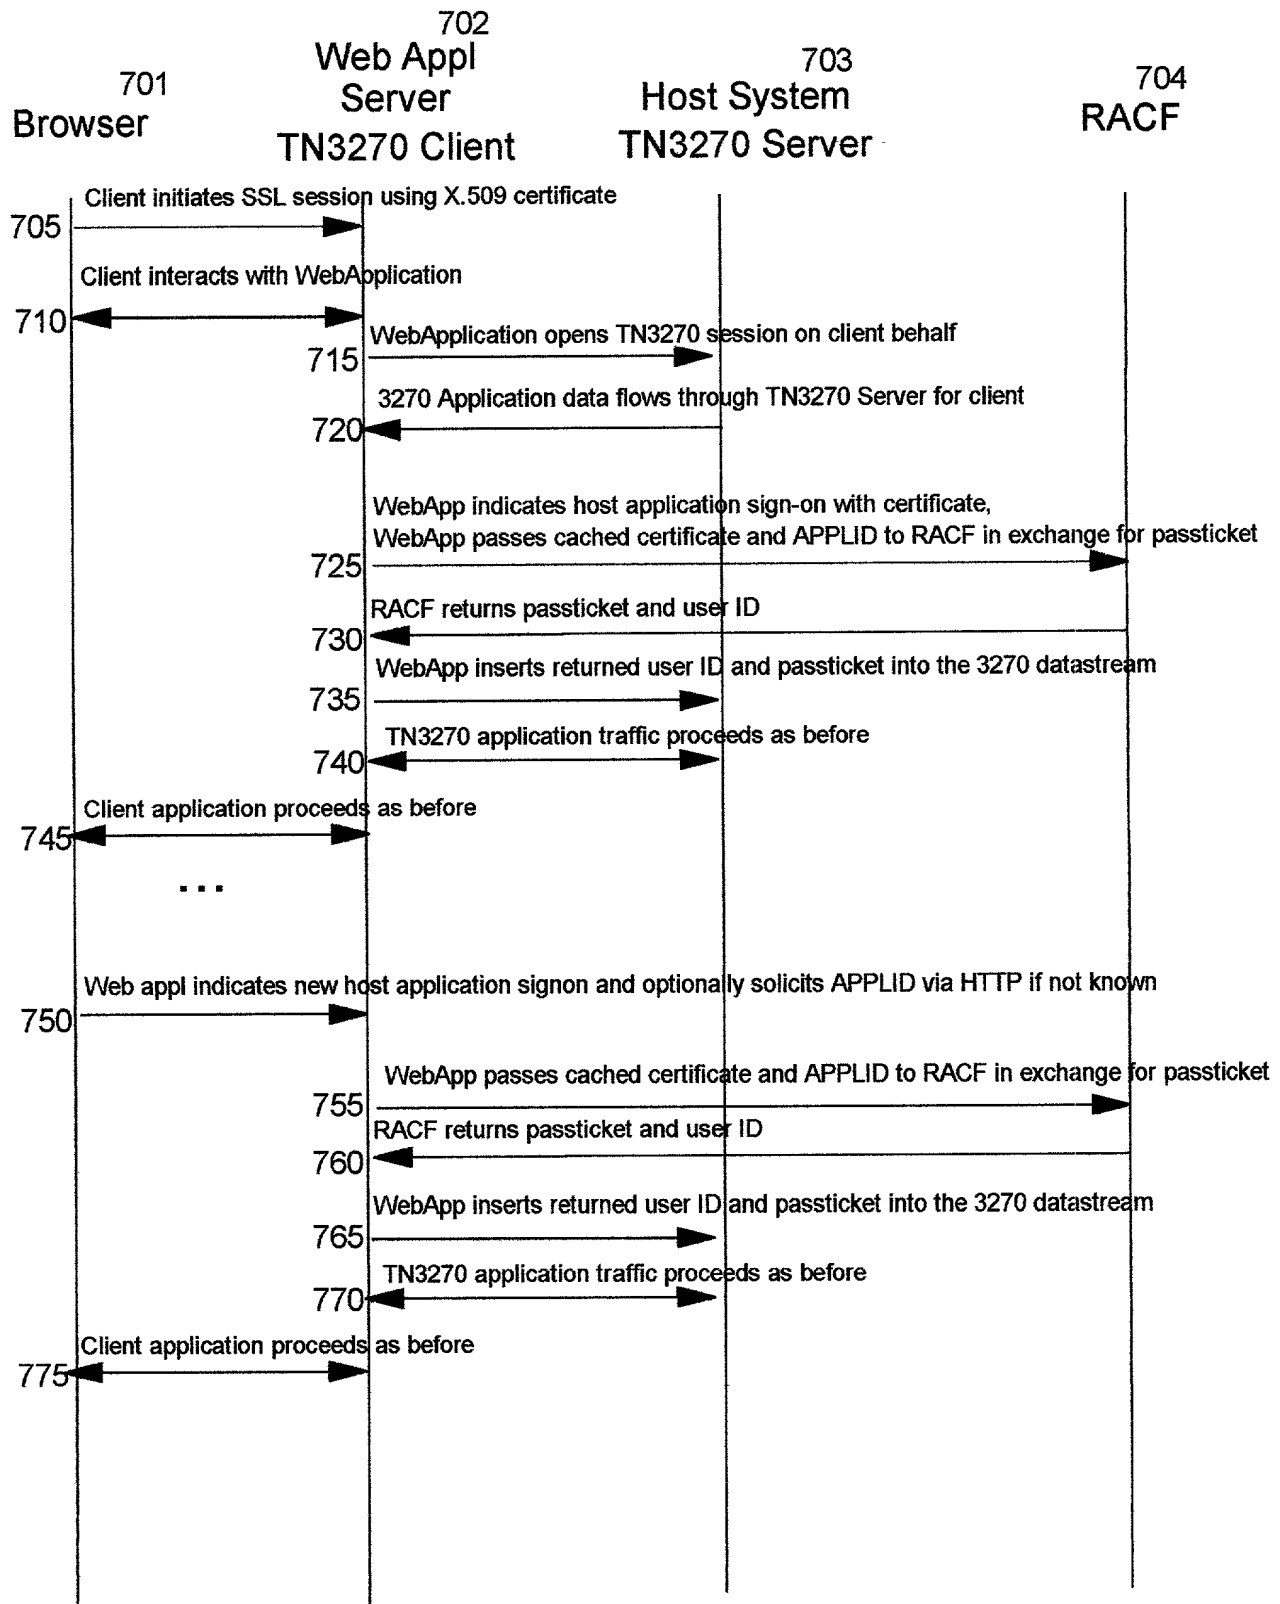 702
Web Appl
Server
TN3270 Client
703
Host System
TN3270 Server
701
Browser
704
RACF
Client initiates SSL session using X.509 certificate
705
Client interacts with WebApplication
710
WebApplication opens TN3270 session on client behalf
715
3270 Application data flows through TN3270 Server for client
720
WebApp indicates host application sign-on with certificate,
WebApp passes cached certificate and APPLID to RACF in exchange for passticket
725
RACF returns passticket and user ID
730
WebApp inserts returned user ID and passticket into the 3270 datastream
735
TN3270 application traffic proceeds as before
740
Client application proceeds as before
745
...
Web appl indicates new host application signon and optionally solicits APPLID via HTTP if not known
750
WebApp passes cached certificate and APPLID to RACF in exchange for passticket
755
RACF returns passticket and user ID
760
WebApp inserts returned user ID and passticket into the 3270 datastream
765
TN3270 application traffic proceeds as before
770
Client application proceeds as before
775